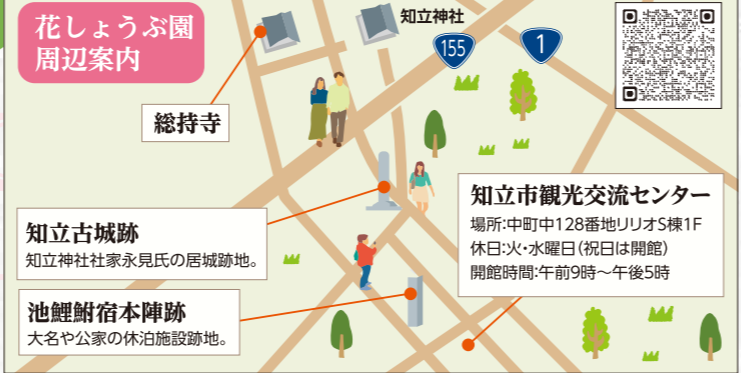 花しょうぶ園
周辺案内
知立神社
155
1
総持寺
知立古城跡
知立神社社家永見氏の居城跡地。
池鯉鮒宿本陣跡
大名や公家の休泊施設跡地。
知立市観光交流センター
場所:中町中128番地リリオS棟1F
休日:火・水曜日(祝日は開館)
開館時間:午前9時～午後5時